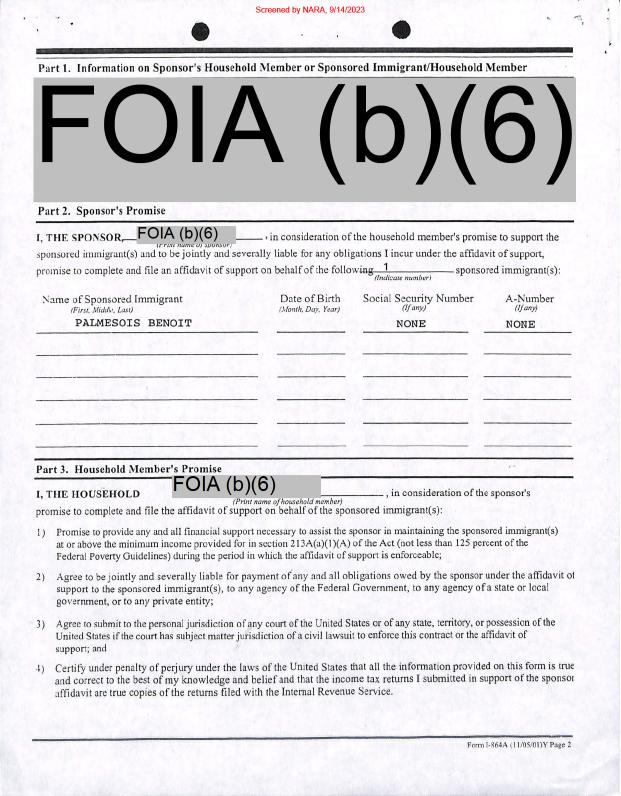 Screened by NARA, 9/14/2023
Part 1. Information on Sponsor's Household Member or Sponsored Immigrant/Household Member
FOIA (b)(6)
Part 2. Sponsor's Promise
I, THE SPONSOR, FOIA (b)(6) , in consideration of the household member's promise to support the
(Print name of sponsor)
sponsored immigrant(s) and to be jointly and severally liable for any obligations I incur under the affidavit of support,
promise to complete and file an affidavit of support on behalf of the following 1 sponsored immigrant(s):
(Indicate number)
Name of Sponsored Immigrant Date of Birth Social Security Number A-Number
(First, Middle, Last) (Month, Day, Year) (If any) (If any)
PALMESOIS BENOIT NONE NONE
Part 3. Household Member's Promise
I, THE HOUSEHOLD FOIA (b)(6) , in consideration of the sponsor's
(Print name of household member)
promise to complete and file the affidavit of support on behalf of the sponsored immigrant(s):
1) Promise to provide any and all financial support necessary to assist the sponsor in maintaining the sponsored immigrant(s)
at or above the minimum income provided for in section 213A(a)(1)(A) of the Act (not less than 125 percent of the
Federal Poverty Guidelines) during the period in which the affidavit of support is enforceable;
2) Agree to be jointly and severally liable for payment of any and all obligations owed by the sponsor under the affidavit of
support to the sponsored immigrant(s), to any agency of the Federal Government, to any agency of a state or local
government, or to any private entity;
3) Agree to submit to the personal jurisdiction of any court of the United States or of any state, territory, or possession of the
United States if the court has subject matter jurisdiction of a civil lawsuit to enforce this contract or the affidavit of
support; and
4) Certify under penalty of perjury under the laws of the United States that all the information provided on this form is true
and correct to the best of my knowledge and belief and that the income tax returns I submitted in support of the sponsor
affidavit are true copies of the returns filed with the Internal Revenue Service.
Form I-864A (11/05/01)Y Page 2